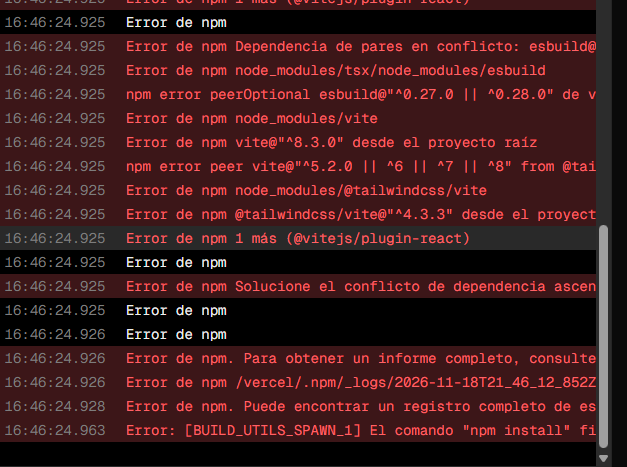 16:46:24.925 Error de npm 1 más (@vitejs/plugin-react)
16:46:24.925 Error de npm
16:46:24.925 Error de npm Dependencia de pares en conflicto: esbuild@
16:46:24.925 Error de npm node_modules/tsx/node_modules/esbuild
16:46:24.925 npm error peerOptional esbuild@"^0.27.0 || ^0.28.0" de v
16:46:24.925 Error de npm node_modules/vite
16:46:24.925 Error de npm vite@"^8.3.0" desde el proyecto raíz
16:46:24.925 npm error peer vite@"^5.2.0 || ^6 || ^7 || ^8" from @tai
16:46:24.925 Error de npm node_modules/@tailwindcss/vite
16:46:24.925 Error de npm @tailwindcss/vite@"^4.3.3" desde el proyect
16:46:24.925 Error de npm 1 más (@vitejs/plugin-react)
16:46:24.925 Error de npm
16:46:24.925 Error de npm Solucione el conflicto de dependencia ascen
16:46:24.925 Error de npm
16:46:24.926 Error de npm
16:46:24.926 Error de npm. Para obtener un informe completo, consulte
16:46:24.926 Error de npm /vercel/.npm/_logs/2026-11-18T21_46_12_852Z
16:46:24.928 Error de npm. Puede encontrar un registro completo de es
16:46:24.963 Error: [BUILD_UTILS_SPAWN_1] El comando "npm install" fi